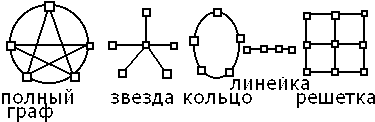 линейка
полный звезда кольцо решетка
граф